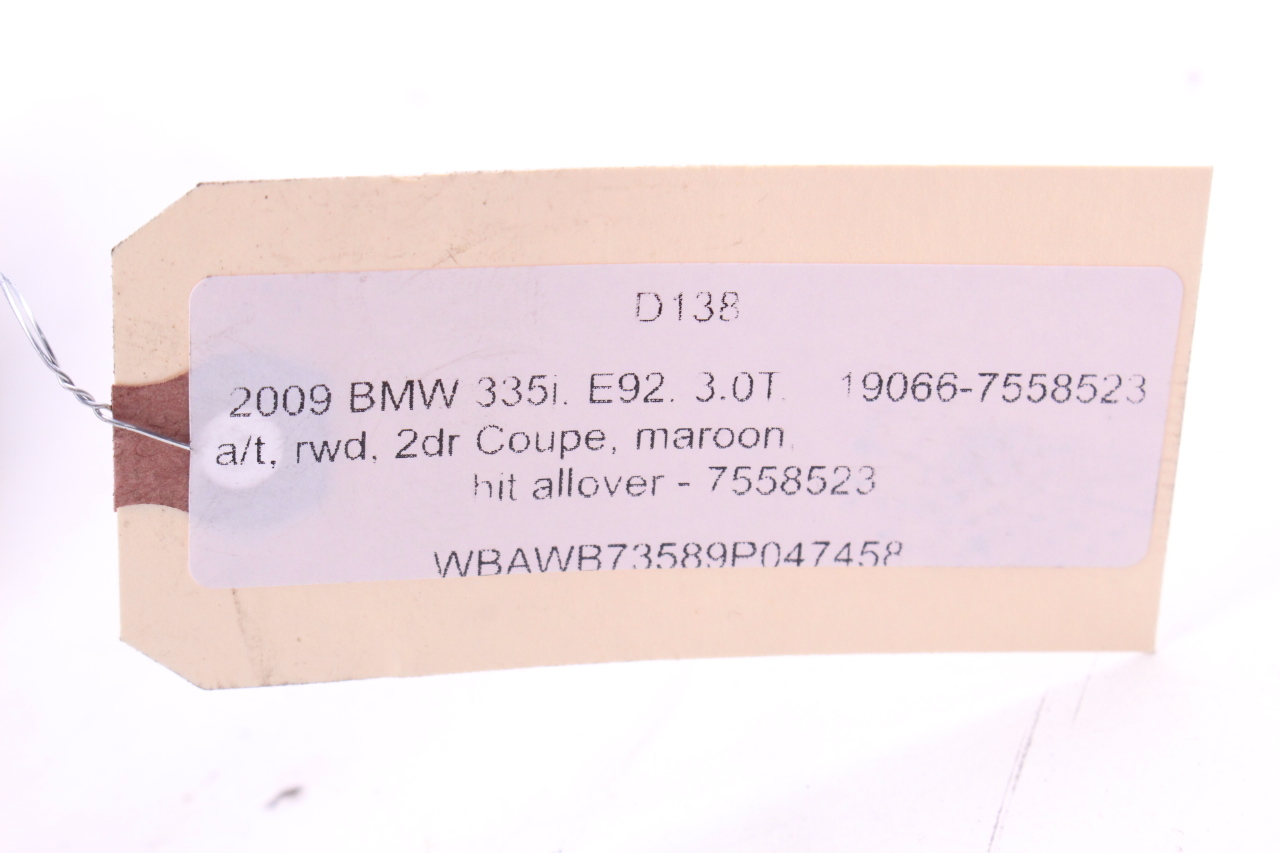 D138
2009 BMW 335i. E92. 3.0T. 19066-7558523
a/t, rwd, 2dr Coupe, maroon,
hit allover - 7558523
WBAWB73589P047458